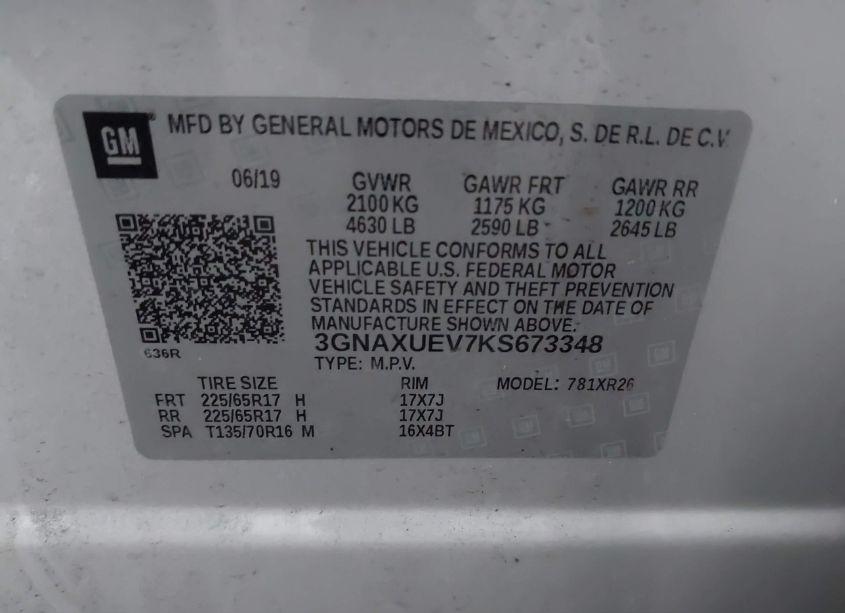 GM
MFD BY GENERAL MOTORS DE MEXICO, S. DE R.L. DE C.V.
06/19 GVWR GAWR FRT GAWR RR
2100 KG 1175 KG 1200 KG
4630 LB 2590 LB 2645 LB
THIS VEHICLE CONFORMS TO ALL
APPLICABLE U.S. FEDERAL MOTOR
VEHICLE SAFETY AND THEFT PREVENTION
STANDARDS IN EFFECT ON THE DATE OF
MANUFACTURE SHOWN ABOVE.
636R 3GNAXUEV7KS673348
TYPE: M.P.V.
TIRE SIZE RIM MODEL: 781XR26
FRT 225/65R17 H 17X7J
RR 225/65R17 H 17X7J
SPA T135/70R16 M 16X4BT